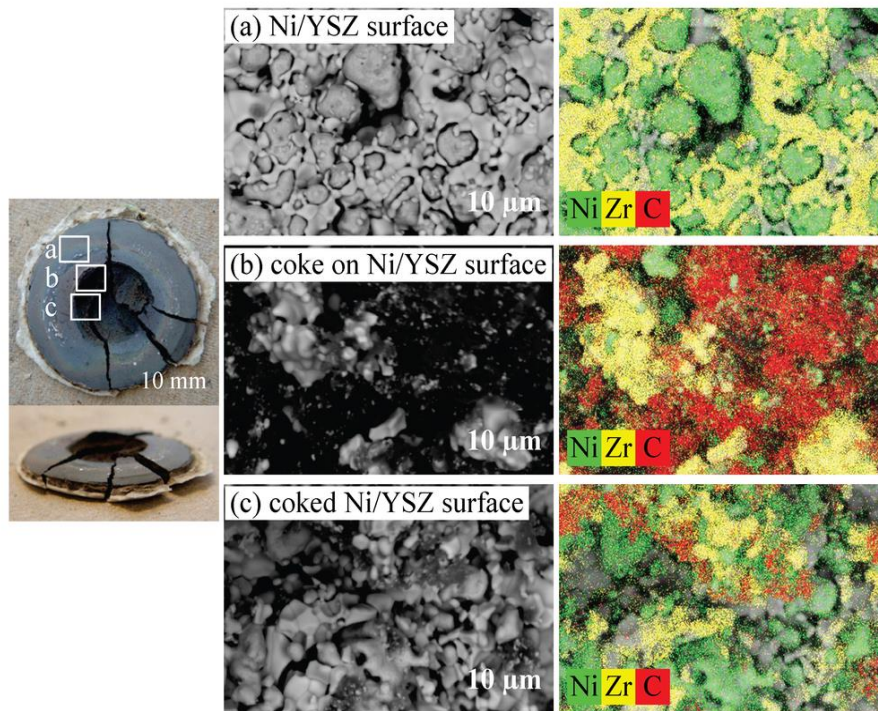 (a) Ni/YSZ surface
10 μm
Ni Zr C
a
b
c
10 mm
(b) coke on Ni/YSZ surface
10 μm
Ni Zr C
(c) coked Ni/YSZ surface
10 μm
Ni Zr C